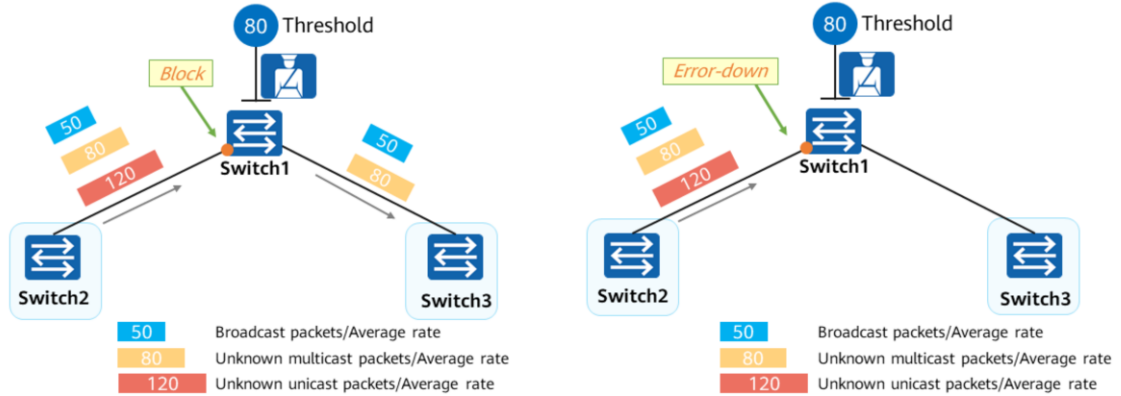 80 Threshold
Block
50
80
120
50
80
Switch1
Switch2
Switch3
50 Broadcast packets/Average rate
80 Unknown multicast packets/Average rate
120 Unknown unicast packets/Average rate
80 Threshold
Error-down
50
80
120
Switch1
Switch2
Switch3
50 Broadcast packets/Average rate
80 Unknown multicast packets/Average rate
120 Unknown unicast packets/Average rate